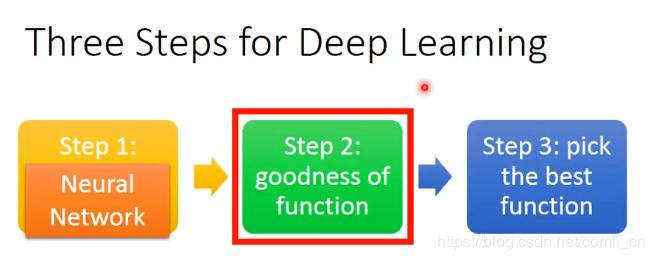 Three Steps for Deep Learning
Step 1:
Neural
Network
Step 2:
goodness of
function
Step 3: pick
the best
function
https://blog.csdn.net/comli_cn